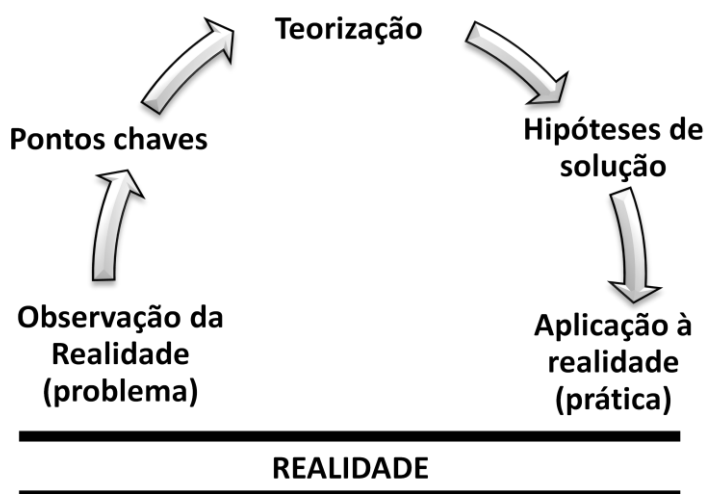 Teorização
Pontos chaves
Hipóteses de
solução
Observação da
Realidade
(problema)
Aplicação à
realidade
(prática)
REALIDADE